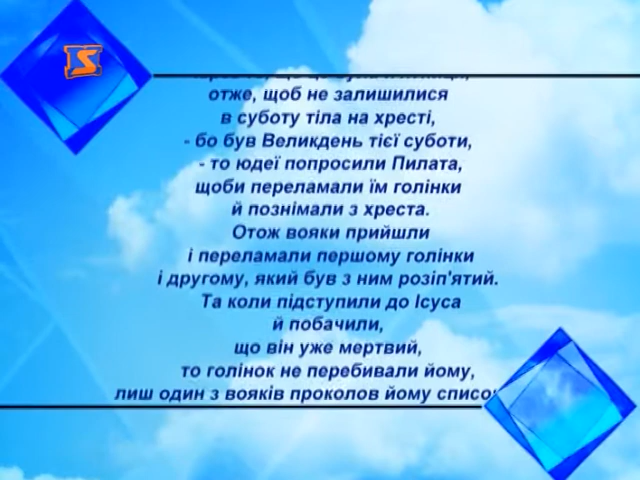 отже, щоб не залишилися
в суботу тіла на хресті,
- бо був Великдень тієї суботи,
- то юдеї попросили Пилата,
щоби переламали їм голінки
й познімали з хреста.
Отож вояки прийшли
і переламали першому голінки
і другому, який був з ним розіп'ятий.
Та коли підступили до Ісуса
й побачили,
що він уже мертвий,
то голінок не перебивали йому,
лиш один з вояків проколов йому